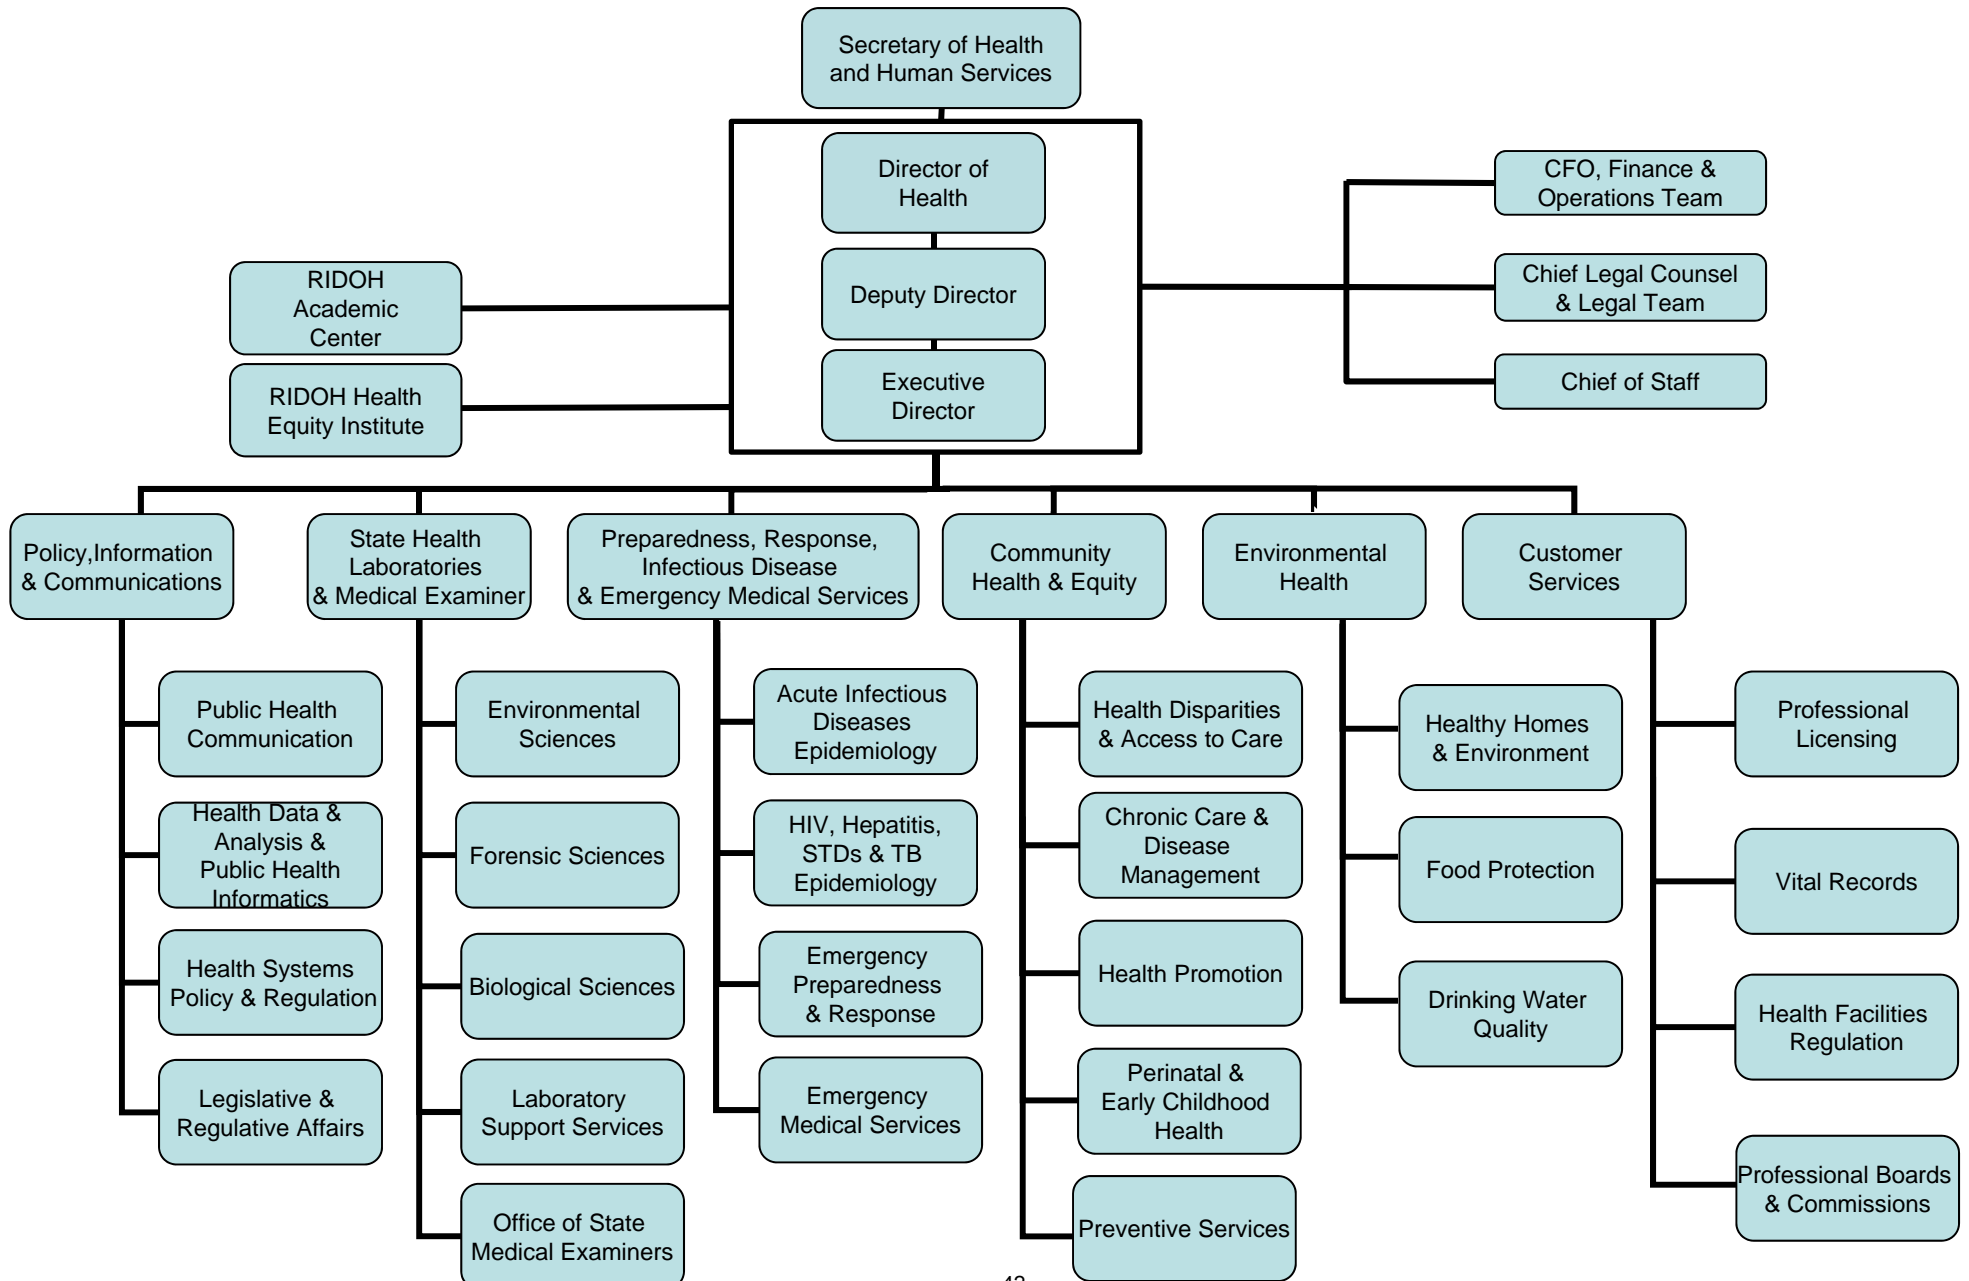 Secretary of Health
and Human Services
Director of
Health
Deputy Director
Executive
Director
RIDOH
Academic
Center
RIDOH Health
Equity Institute
CFO, Finance &
Operations Team
Chief Legal Counsel
& Legal Team
Chief of Staff
Policy,Information
& Communications
Public Health
Communication
Health Data &
Analysis &
Public Health
Informatics
Health Systems
Policy & Regulation
Legislative &
Regulative Affairs
State Health
Laboratories
& Medical Examiner
Environmental
Sciences
Forensic Sciences
Biological Sciences
Laboratory
Support Services
Office of State
Medical Examiners
Preparedness, Response,
Infectious Disease
& Emergency Medical Services
Acute Infectious
Diseases
Epidemiology
HIV, Hepatitis,
STDs & TB
Epidemiology
Emergency
Preparedness
& Response
Emergency
Medical Services
Community
Health & Equity
Health Disparities
& Access to Care
Chronic Care &
Disease
Management
Health Promotion
Perinatal &
Early Childhood
Health
Preventive Services
Environmental
Health
Healthy Homes
& Environment
Food Protection
Drinking Water
Quality
Customer
Services
Professional
Licensing
Vital Records
Health Facilities
Regulation
Professional Boards
& Commissions